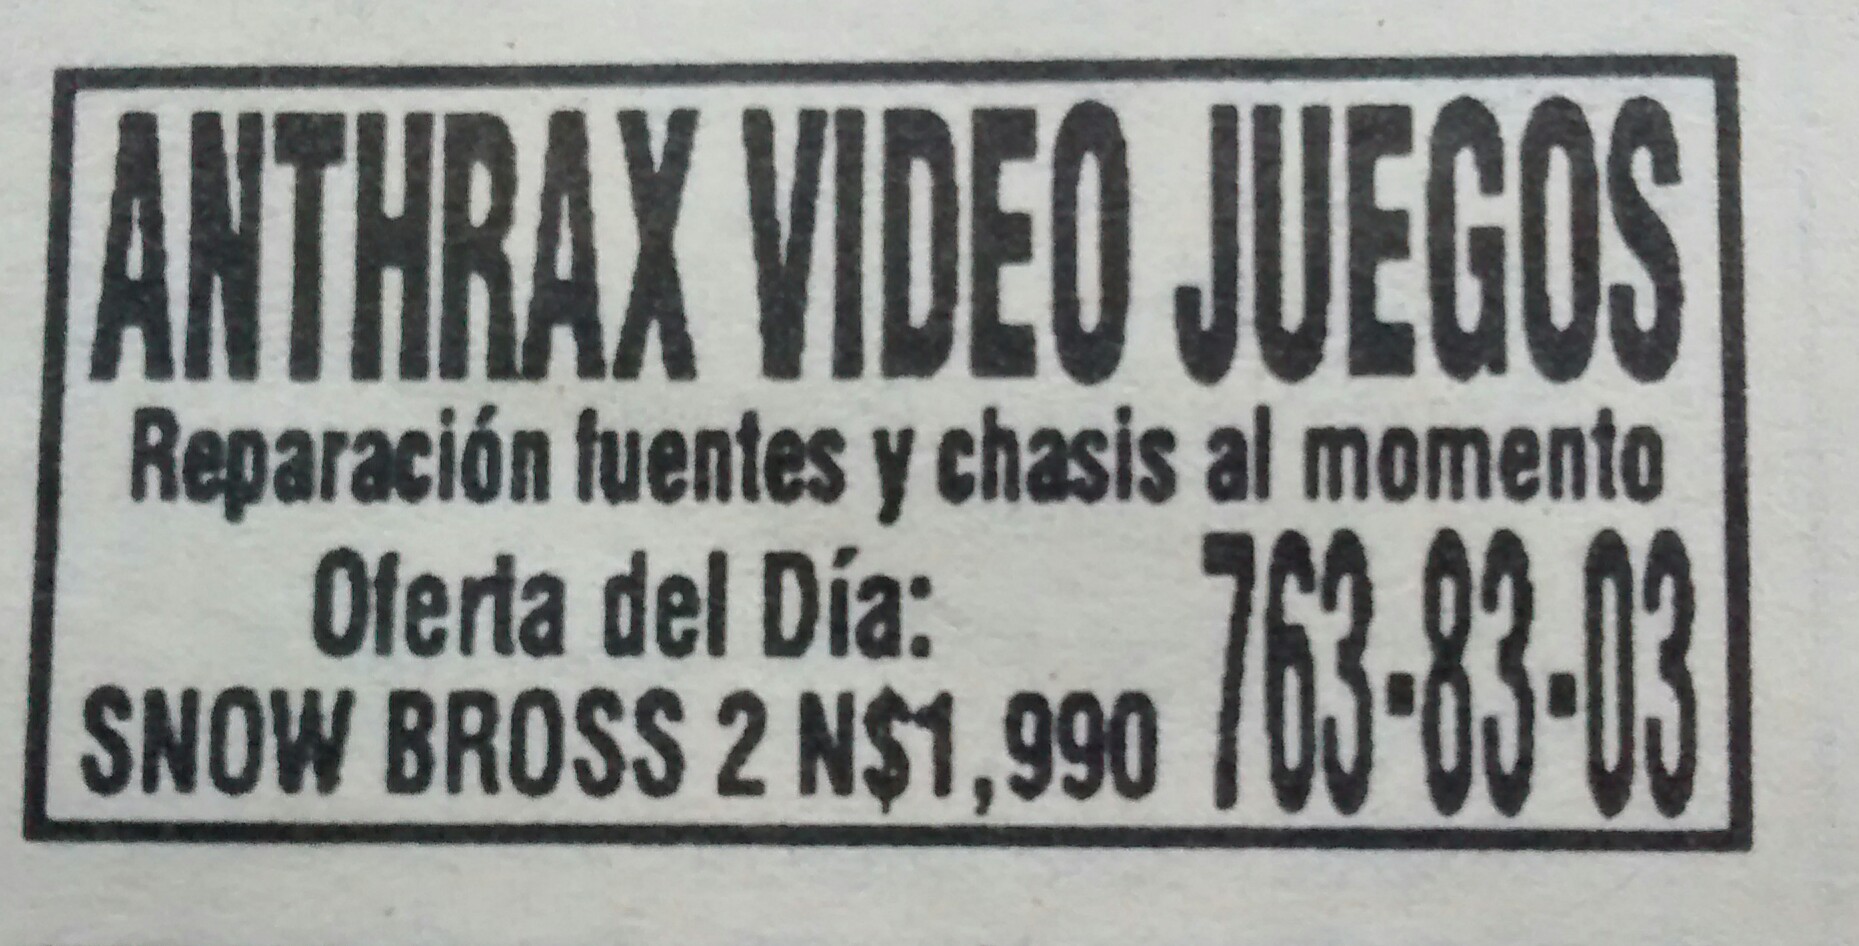 ANTHRAX VIDEO JUEGOS
Reparación fuentes y chasis al momento
Oferta del Día:
SNOW BROSS 2 N$1,990
763-83-03